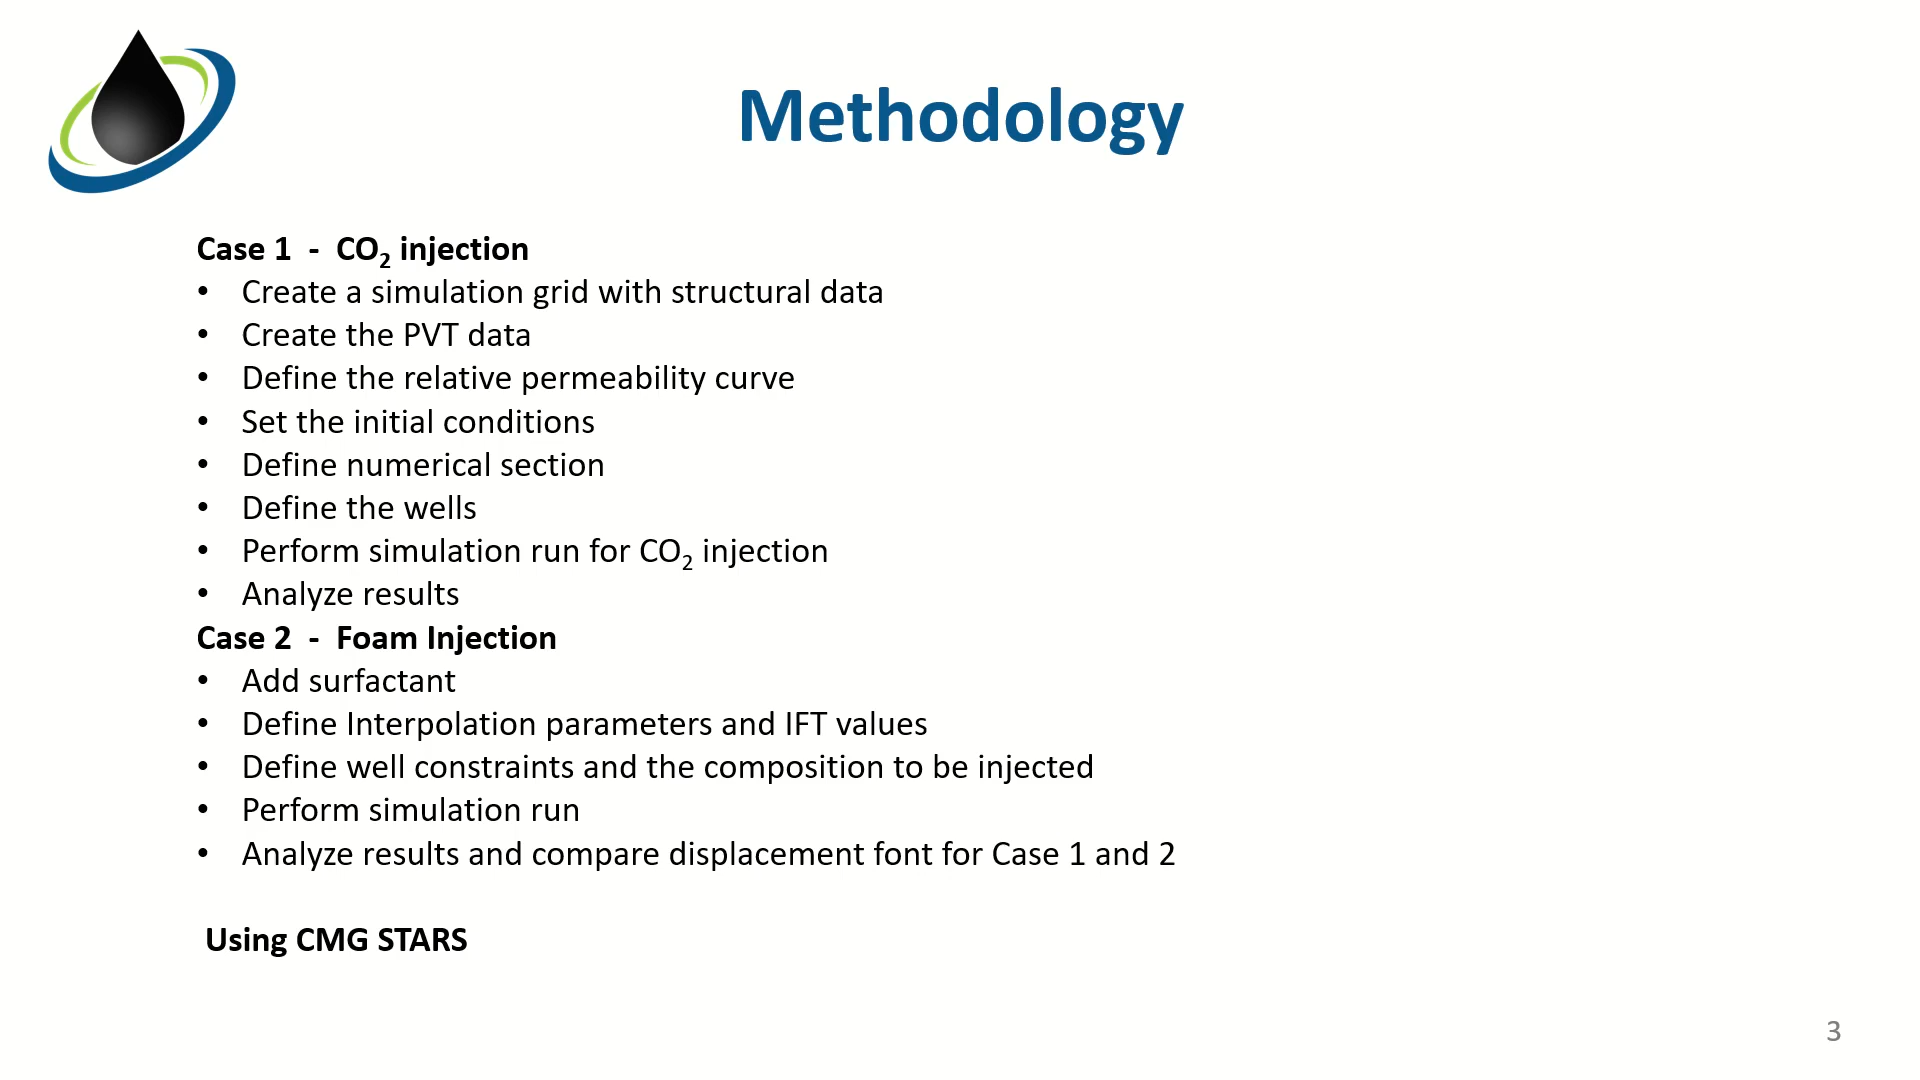 Methodology
Case 1 - CO₂ injection
• Create a simulation grid with structural data
• Create the PVT data
• Define the relative permeability curve
• Set the initial conditions
• Define numerical section
• Define the wells
• Perform simulation run for CO₂ injection
• Analyze results
Case 2 - Foam Injection
• Add surfactant
• Define Interpolation parameters and IFT values
• Define well constraints and the composition to be injected
• Perform simulation run
• Analyze results and compare displacement font for Case 1 and 2
Using CMG STARS
3